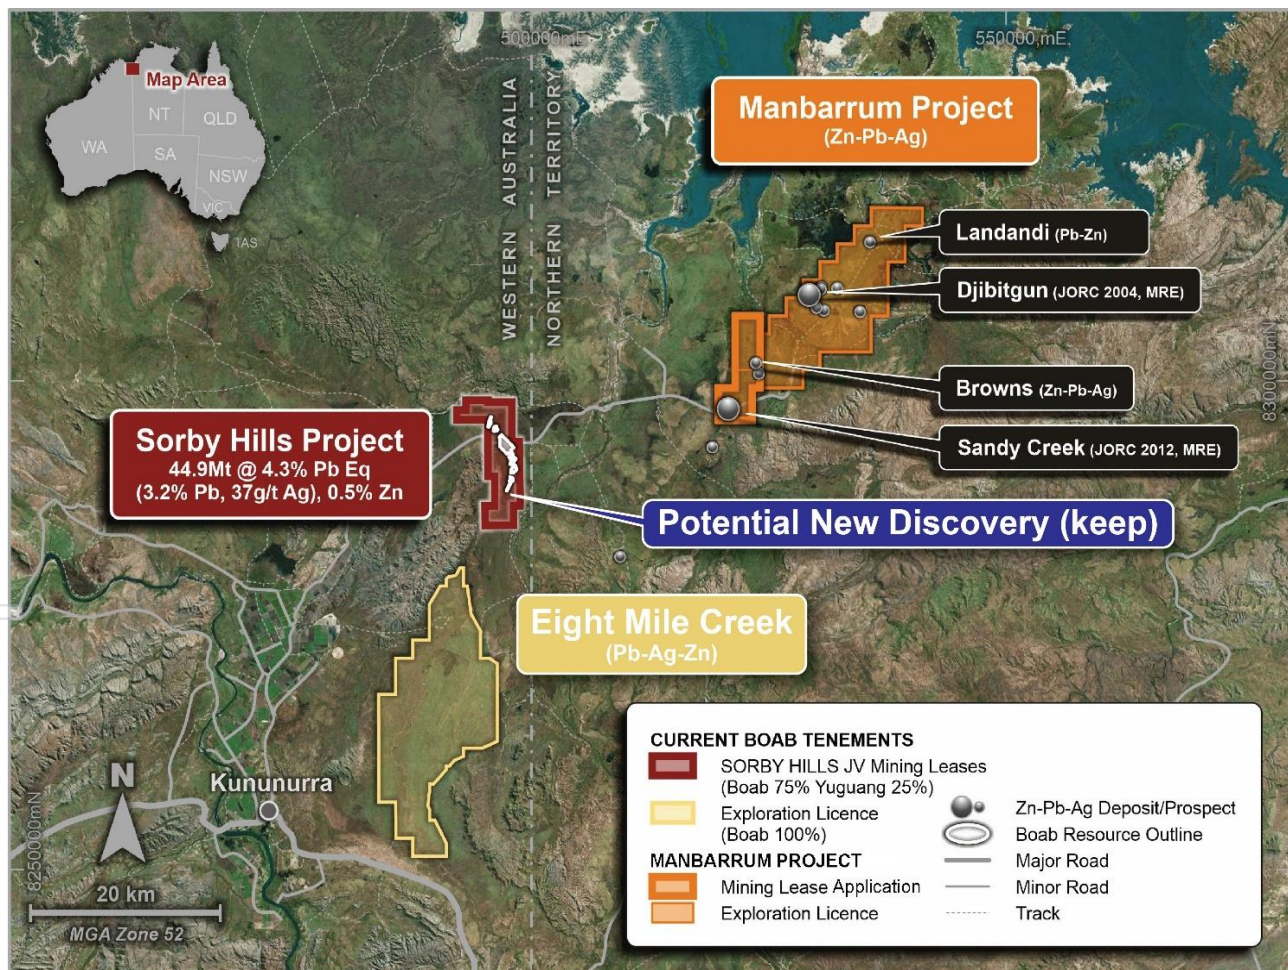 500000mE
550000mE
Map Area
NT
QLD
WA
SA
NSW
VIC
TAS
WESTERN AUSTRALIA
NORTHERN TERRITORY
Manbarrum Project
(Zn-Pb-Ag)
Landandi (Pb-Zn)
Djibitgun (JORC 2004, MRE)
Browns (Zn-Pb-Ag)
Sandy Creek (JORC 2012, MRE)
8300000mN
Sorby Hills Project
44.9Mt @ 4.3% Pb Eq
(3.2% Pb, 37g/t Ag), 0.5% Zn
Potential New Discovery (keep)
Eight Mile Creek
(Pb-Ag-Zn)
Kununurra
N
20 km
MGA Zone 52
8250000mN
CURRENT BOAB TENEMENTS
SORBY HILLS JV Mining Leases
(Boab 75% Yuguang 25%)
Exploration Licence
(Boab 100%)
MANBARRUM PROJECT
Mining Lease Application
Exploration Licence
Zn-Pb-Ag Deposit/Prospect
Boab Resource Outline
Major Road
Minor Road
Track